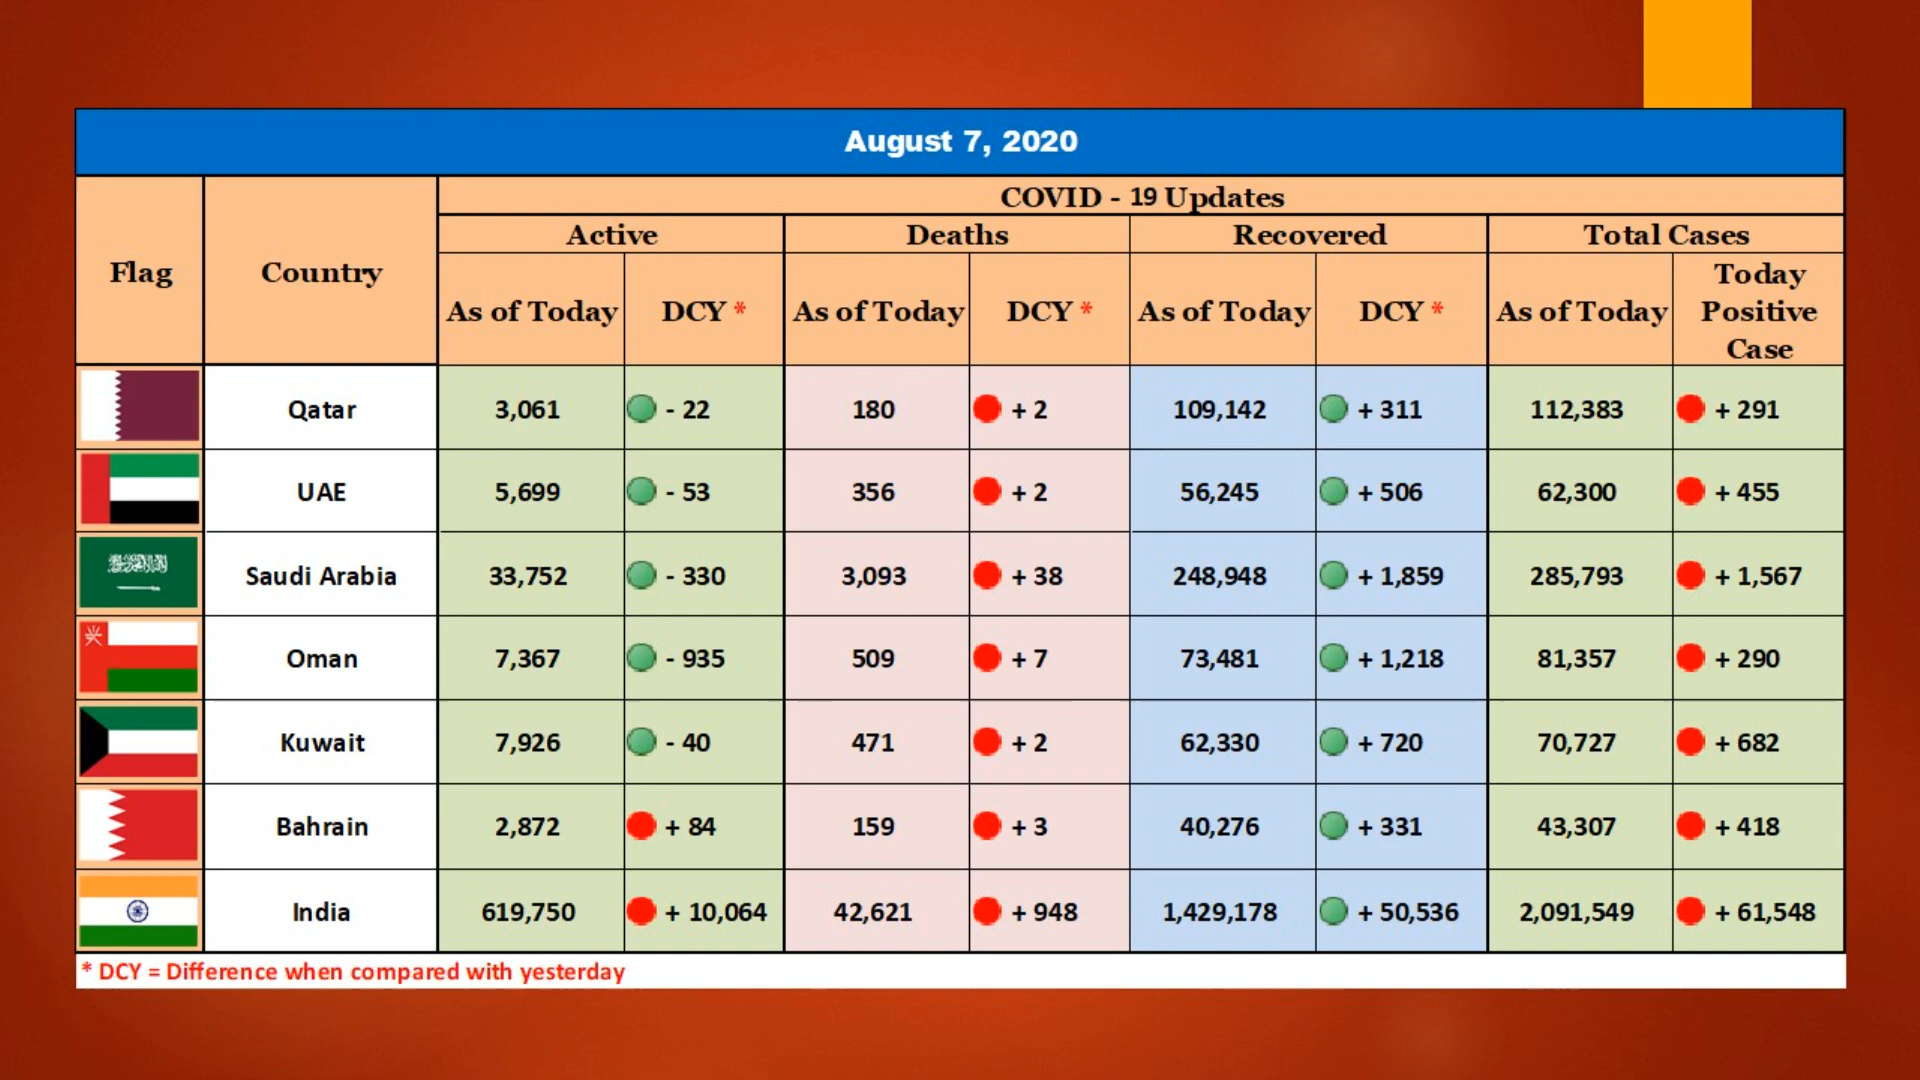 August 7, 2020
COVID - 19 Updates
Flag Country Active Deaths Recovered Total Cases
As of Today DCY * As of Today DCY * As of Today DCY * As of Today Today Positive Case
Qatar 3,061 - 22 180 + 2 109,142 + 311 112,383 + 291
UAE 5,699 - 53 356 + 2 56,245 + 506 62,300 + 455
Saudi Arabia 33,752 - 330 3,093 + 38 248,948 + 1,859 285,793 + 1,567
Oman 7,367 - 935 509 + 7 73,481 + 1,218 81,357 + 290
Kuwait 7,926 - 40 471 + 2 62,330 + 720 70,727 + 682
Bahrain 2,872 + 84 159 + 3 40,276 + 331 43,307 + 418
India 619,750 + 10,064 42,621 + 948 1,429,178 + 50,536 2,091,549 + 61,548
* DCY = Difference when compared with yesterday